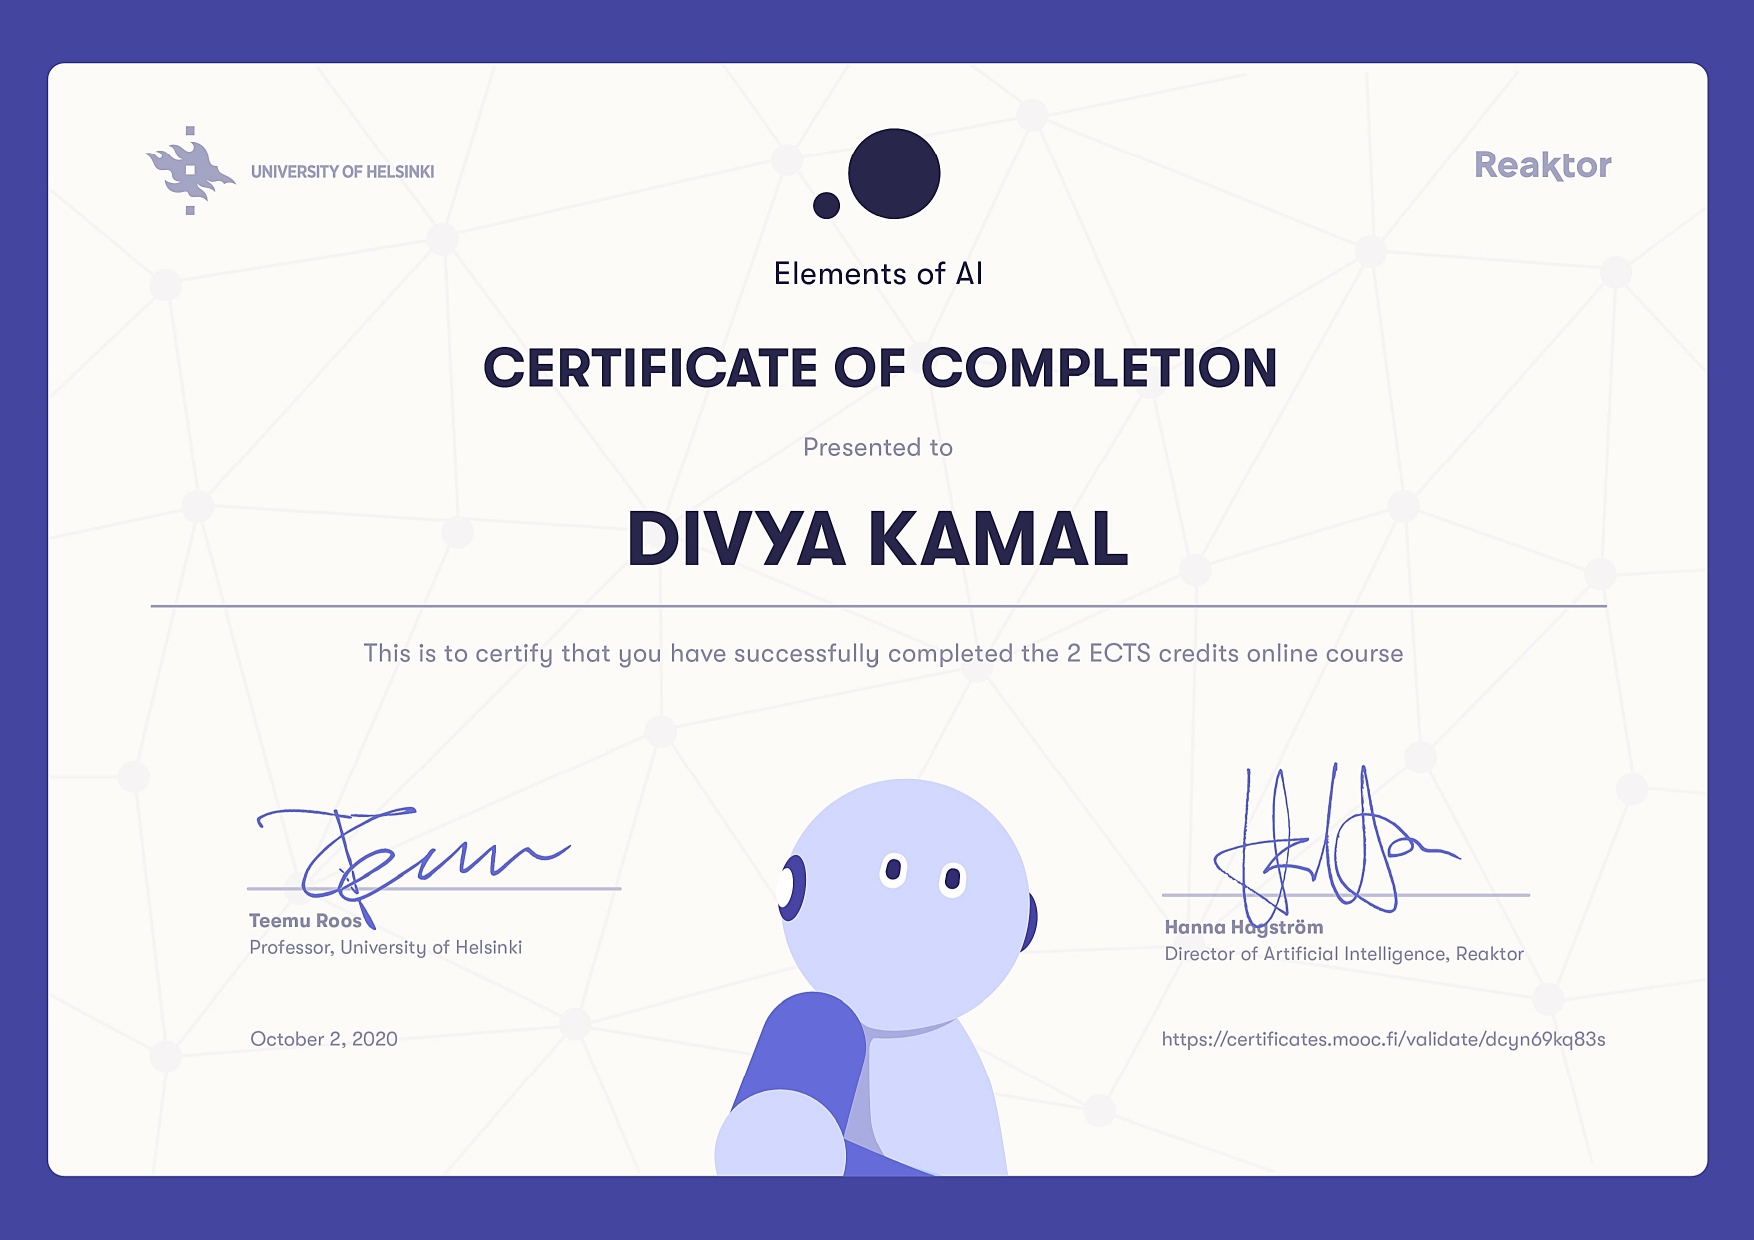 UNIVERSITY OF HELSINKI
Reaktor
Elements of AI
CERTIFICATE OF COMPLETION
Presented to
DIVYA KAMAL
This is to certify that you have successfully completed the 2 ECTS credits online course
Teemu
Teemu Roos
Professor, University of Helsinki
Hanna Hagström
Director of Artificial Intelligence, Reaktor
October 2, 2020
https://certificates.mooc.fi/validate/dcyn69kq83s